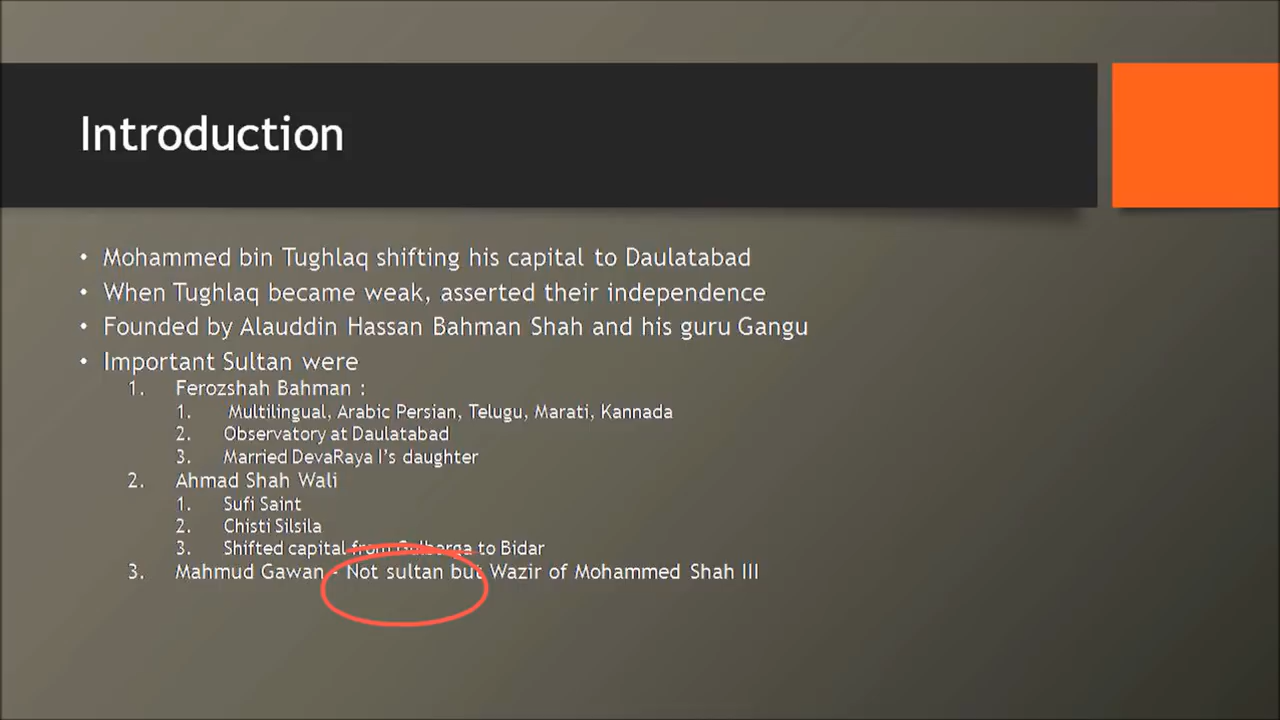 Introduction
• Mohammed bin Tughlaq shifting his capital to Daulatabad
• When Tughlaq became weak, asserted their independence
• Founded by Alauddin Hassan Bahman Shah and his guru Gangu
• Important Sultan were
1. Ferozshah Bahman :
1. Multilingual, Arabic Persian, Telugu, Marati, Kannada
2. Observatory at Daulatabad
3. Married DevaRaya I's daughter
2. Ahmad Shah Wali
1. Sufi Saint
2. Chisti Silsila
3. Shifted capital from Gulberga to Bidar
3. Mahmud Gawan - Not sultan but Wazir of Mohammed Shah III